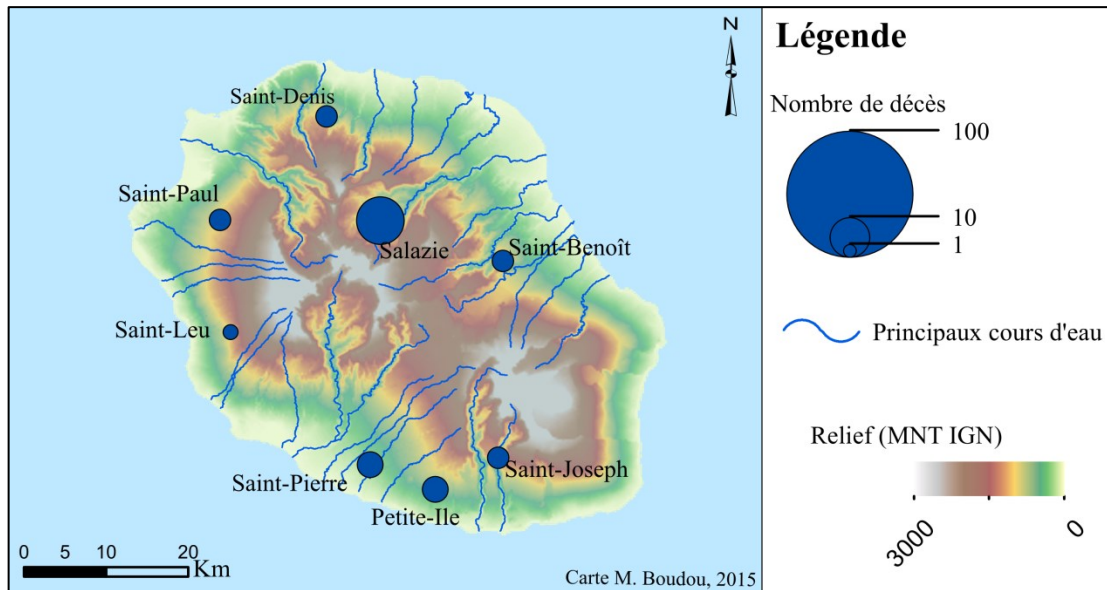 N
Saint-Denis
Saint-Paul
Salazie
Saint-Benoît
Saint-Leu
Saint-Pierre
Saint-Joseph
Petite-Ile
0 5 10 20
Km
Carte M. Boudou, 2015
Légende
Nombre de décès
100
10
1
Principaux cours d'eau
Relief (MNT IGN)
3000 0